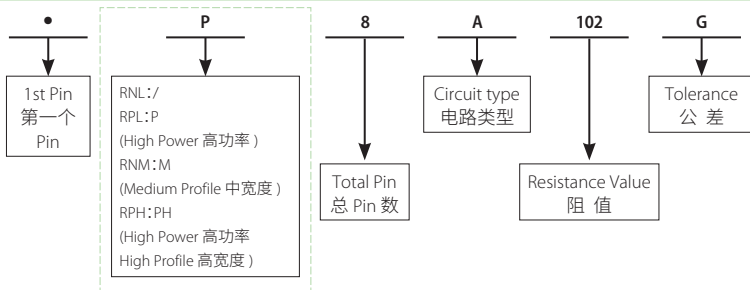 • P 8 A 102 G
1st Pin
第一个
Pin
RNL:/
RPL:P
(High Power 高功率 )
RNM:M
(Medium Profile 中宽度 )
RPH:PH
(High Power 高功率
High Profile 高宽度 )
Total Pin
总 Pin 数
Circuit type
电路类型
Resistance Value
阻 值
Tolerance
公 差